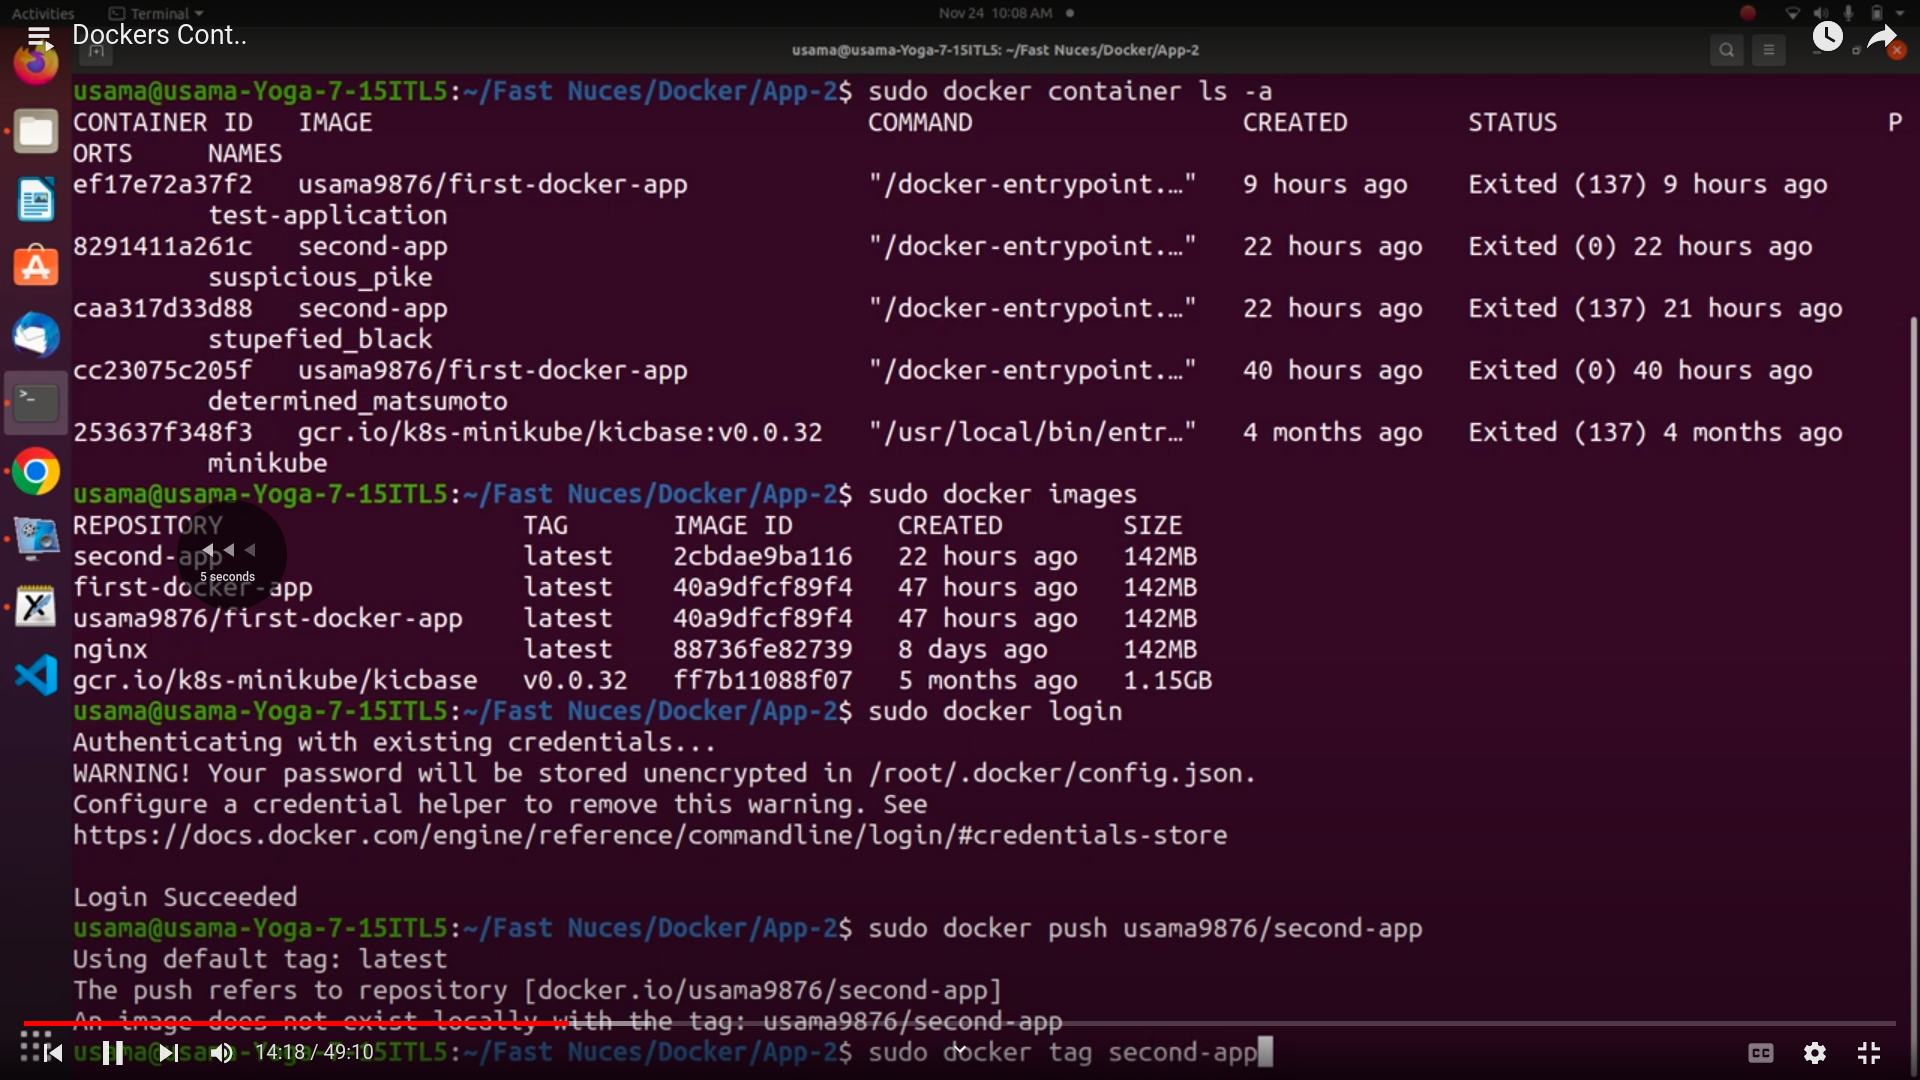 Activities Terminal Nov 24 10:08 AM
Dockers Cont..
usama@usama-Yoga-7-15ITL5: ~/Fast Nuces/Docker/App-2
usama@usama-Yoga-7-15ITL5:~/Fast Nuces/Docker/App-2$ sudo docker container ls -a
CONTAINER ID IMAGE COMMAND CREATED STATUS P
ORTS NAMES
ef17e72a37f2 usama9876/first-docker-app "/docker-entrypoint.…" 9 hours ago Exited (137) 9 hours ago
test-application
8291411a261c second-app "/docker-entrypoint.…" 22 hours ago Exited (0) 22 hours ago
suspicious_pike
caa317d33d88 second-app "/docker-entrypoint.…" 22 hours ago Exited (137) 21 hours ago
stupefied_black
cc23075c205f usama9876/first-docker-app "/docker-entrypoint.…" 40 hours ago Exited (0) 40 hours ago
determined_matsumoto
253637f348f3 gcr.io/k8s-minikube/kicbase:v0.0.32 "/usr/local/bin/entr…" 4 months ago Exited (137) 4 months ago
minikube
usama@usama-Yoga-7-15ITL5:~/Fast Nuces/Docker/App-2$ sudo docker images
REPOSITORY TAG IMAGE ID CREATED SIZE
second-app latest 2cbdae9ba116 22 hours ago 142MB
5 seconds
first-docker-app latest 40a9dfcf89f4 47 hours ago 142MB
usama9876/first-docker-app latest 40a9dfcf89f4 47 hours ago 142MB
nginx latest 88736fe82739 8 days ago 142MB
gcr.io/k8s-minikube/kicbase v0.0.32 ff7b11088f07 5 months ago 1.15GB
usama@usama-Yoga-7-15ITL5:~/Fast Nuces/Docker/App-2$ sudo docker login
Authenticating with existing credentials...
WARNING! Your password will be stored unencrypted in /root/.docker/config.json.
Configure a credential helper to remove this warning. See
https://docs.docker.com/engine/reference/commandline/login/#credentials-store
Login Succeeded
usama@usama-Yoga-7-15ITL5:~/Fast Nuces/Docker/App-2$ sudo docker push usama9876/second-app
Using default tag: latest
The push refers to repository [docker.io/usama9876/second-app]
An image does not exist locally with the tag: usama9876/second-app
usama@usama-Yoga-7-15ITL5:~/Fast Nuces/Docker/App-2$ sudo docker tag second-app
14:18 / 49:10 CC